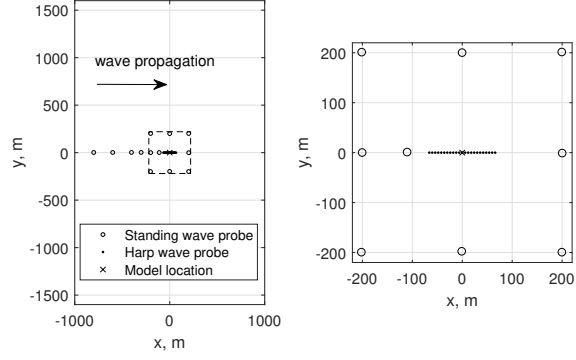 1500
1000
500
0
-500
-1000
-1500
y, m
wave propagation
Standing wave probe
Harp wave probe
Model location
-1000
0
1000
x, m
200
100
0
-100
-200
y, m
-200
-100
0
100
200
x, m